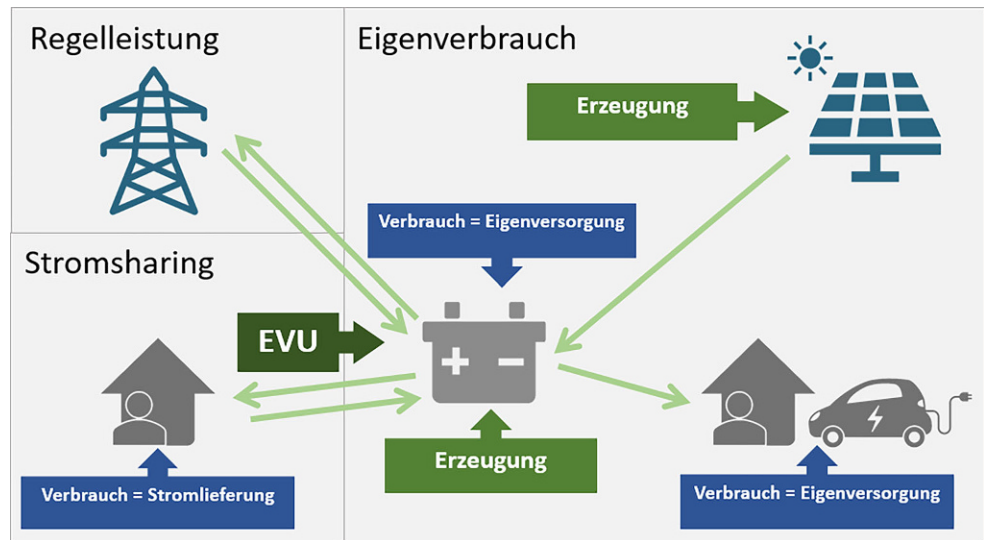 Regelleistung
Eigenverbrauch
Erzeugung
Verbrauch = Eigenversorgung
Stromsharing
EVU
+ −
Erzeugung
Verbrauch = Stromlieferung
Verbrauch = Eigenversorgung